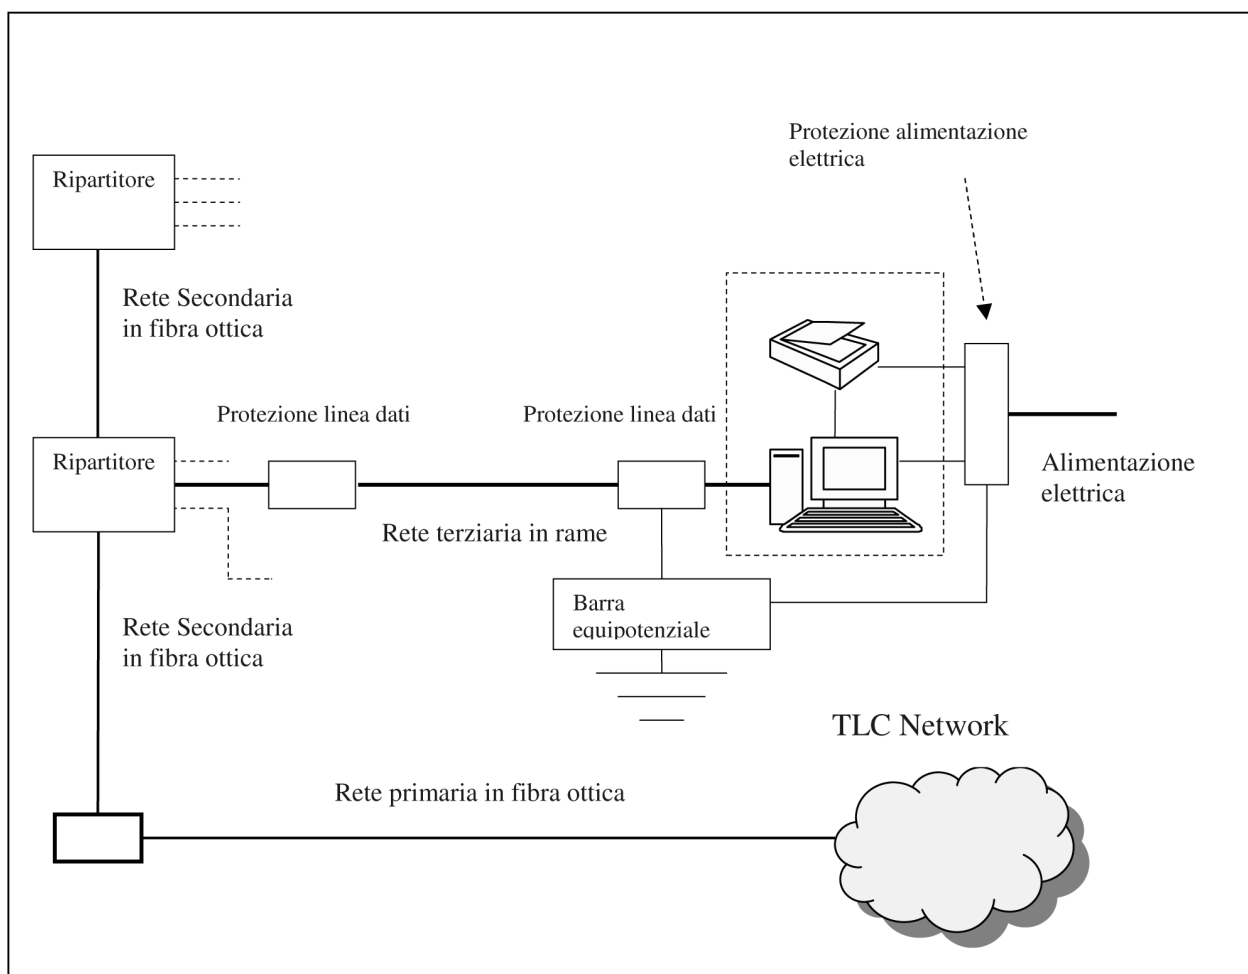 Protezione alimentazione
elettrica
Ripartitore
Rete Secondaria
in fibra ottica
Protezione linea dati
Protezione linea dati
Ripartitore
Alimentazione
elettrica
Rete terziaria in rame
Barra
equipotenziale
Rete Secondaria
in fibra ottica
TLC Network
Rete primaria in fibra ottica